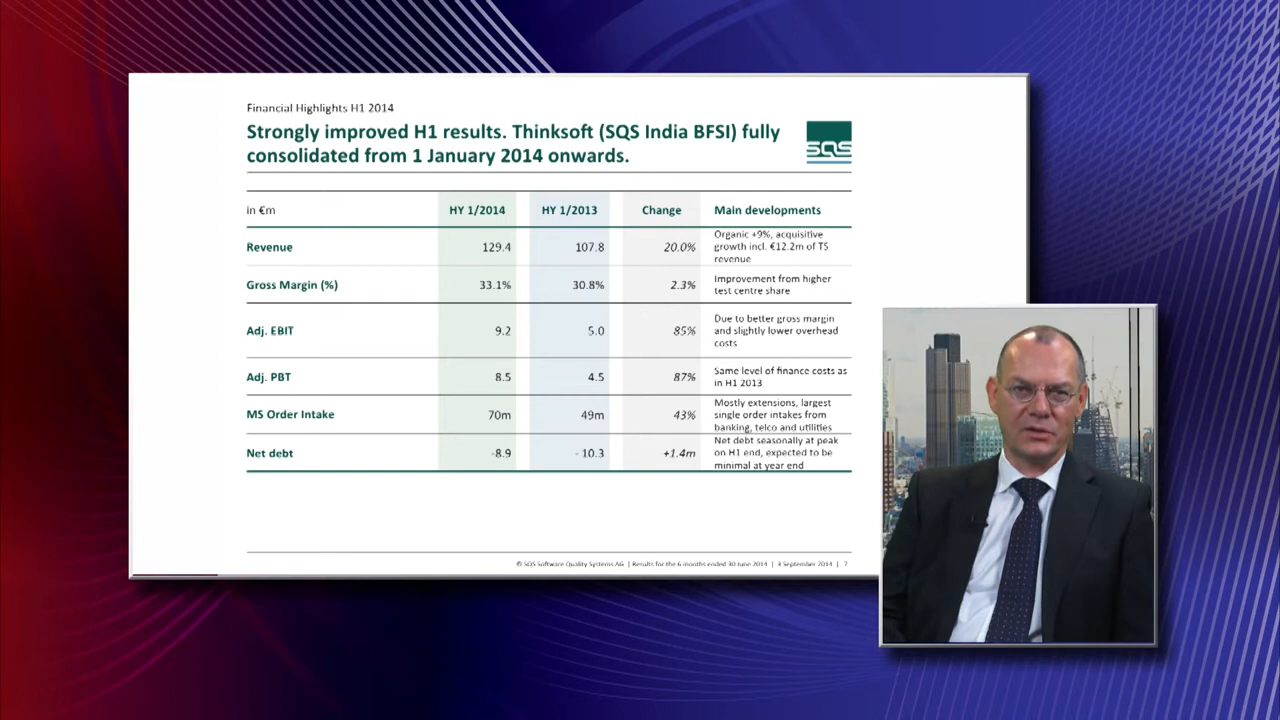 Financial Highlights H1 2014
Strongly improved H1 results. Thinksoft (SQS India BFSI) fully
consolidated from 1 January 2014 onwards.
SQS
in €m HY 1/2014 HY 1/2013 Change Main developments
Revenue 129.4 107.8 20.0% Organic +9%, acquisitive
growth incl. €12.2m of TS
revenue
Gross Margin (%) 33.1% 30.8% 2.3% Improvement from higher
test centre share
Adj. EBIT 9.2 5.0 85% Due to better gross margin
and slightly lower overhead
costs
Adj. PBT 8.5 4.5 87% Same level of finance costs as
in H1 2013
MS Order Intake 70m 49m 43% Mostly extensions, largest
single order intakes from
banking, telco and utilities
Net debt -8.9 - 10.3 +1.4m Net debt seasonally at peak
on H1 end, expected to be
minimal at year end
© SQS Software Quality Systems AG | Results for the 6 months ended 30 June 2014 | 3 September 2014 | 7